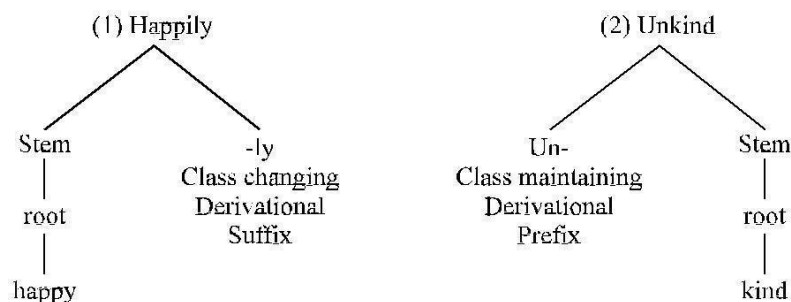 (1) Happily
(2) Unkind
Stem
-ly
Class changing
Derivational
Suffix
root
happy
Un-
Class maintaining
Derivational
Prefix
Stem
root
kind